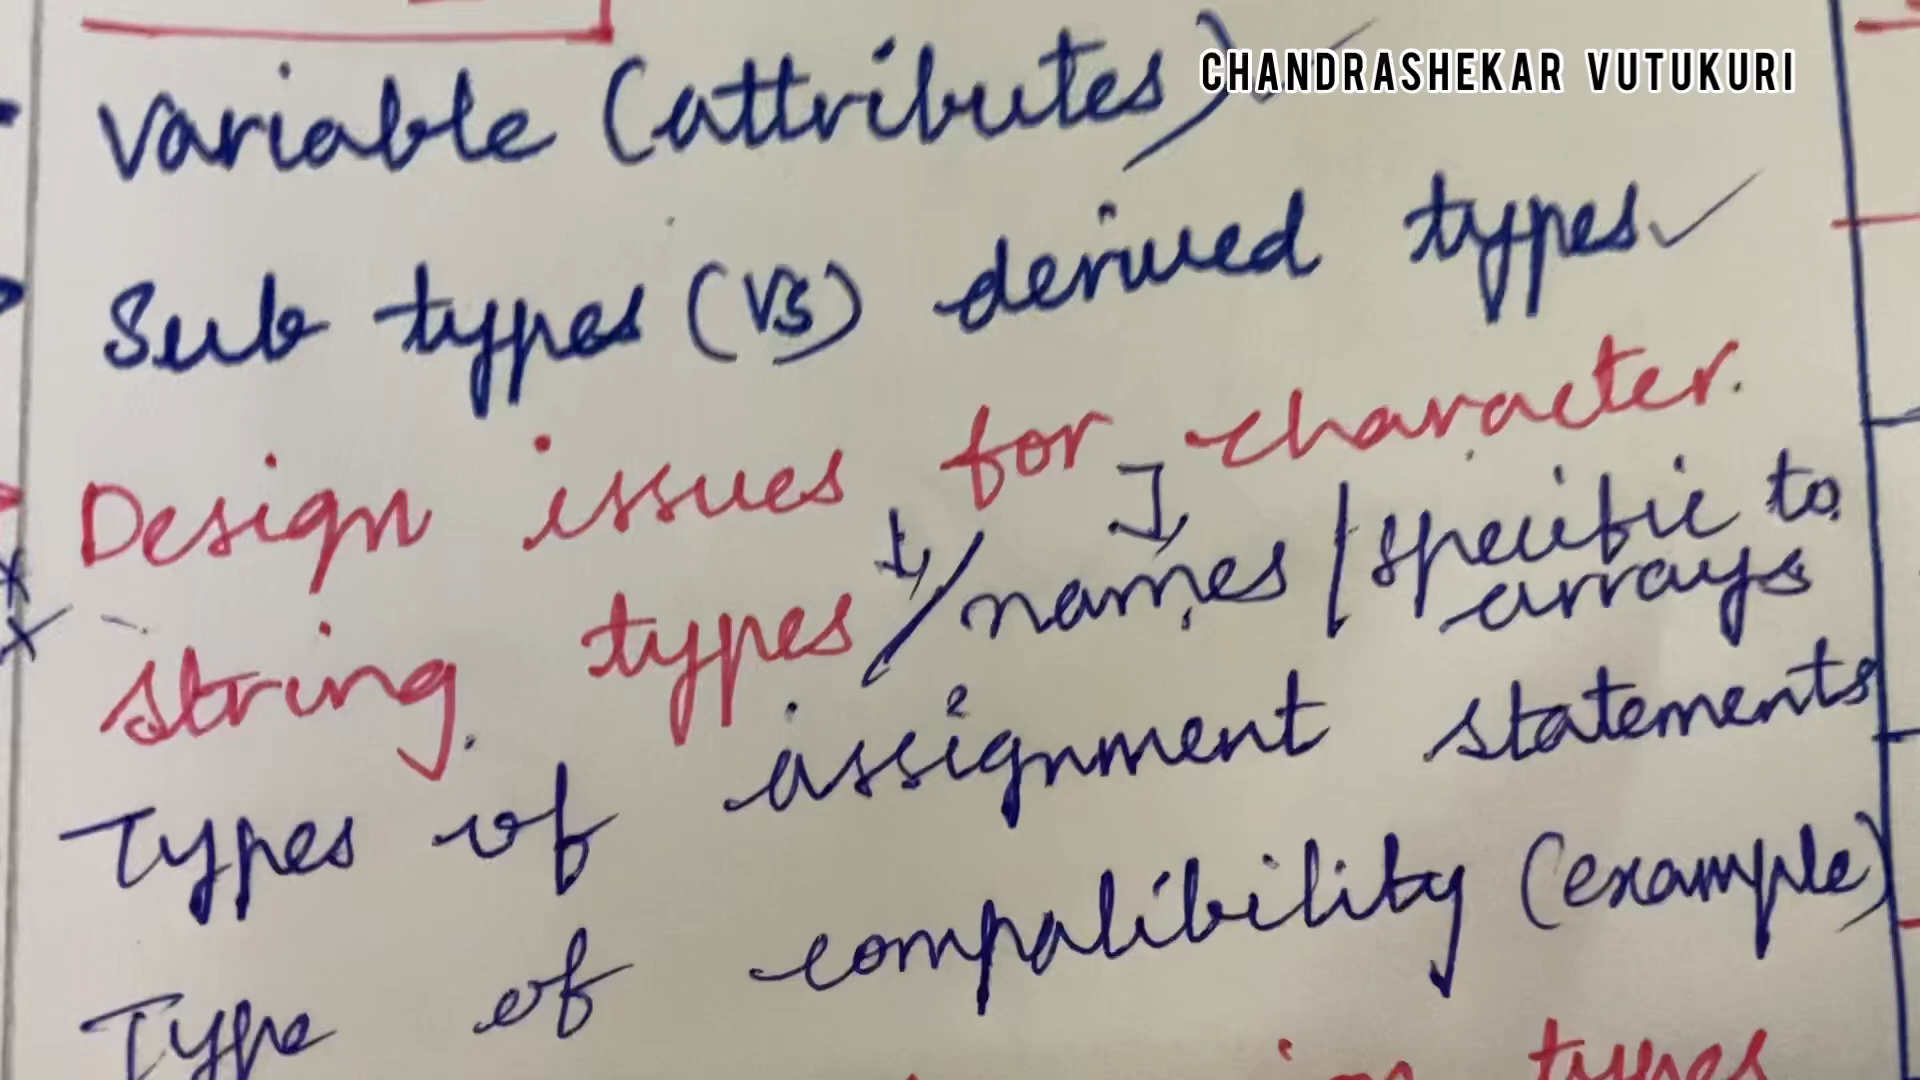 CHANDRASHEKAR VUTUKURI
Variable (attributes)
Sub types (VS) derived types
Design issues for character.
string types / names / specific to arrays
Types of assignment statements
Type of compatibility (example)
types